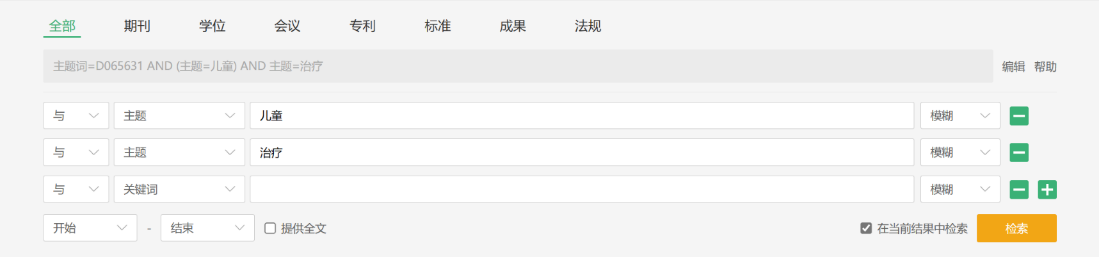 全部 期刊 学位 会议 专利 标准 成果 法规
主题词=D065631 AND (主题=儿童) AND 主题=治疗 编辑 帮助
与 主题 儿童 模糊
与 主题 治疗 模糊
与 关键词 模糊
开始 - 结束 提供全文 在当前结果中检索 检索